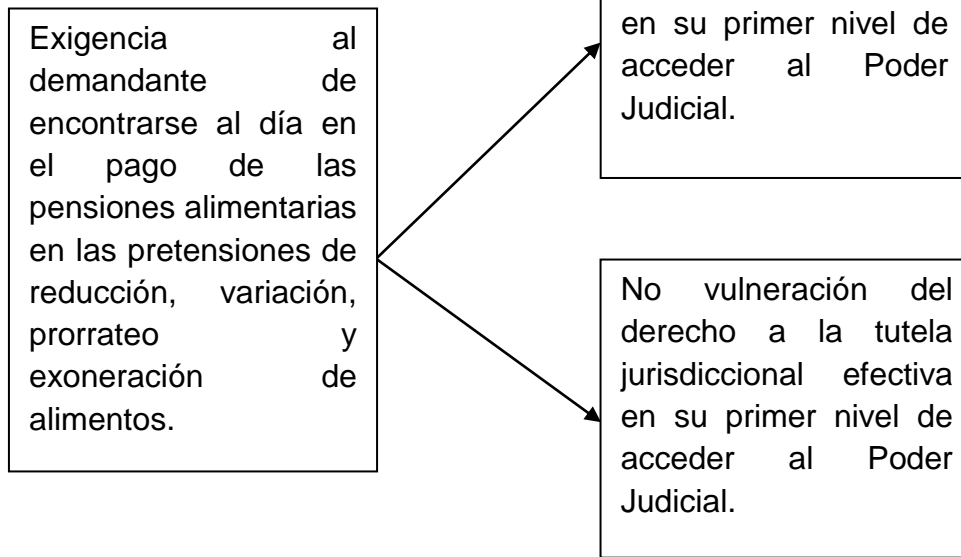 Exigencia al
demandante de
encontrarse al día en
el pago de las
pensiones alimentarias
en las pretensiones de
reducción, variación,
prorrateo y
exoneración de
alimentos.
en su primer nivel de
acceder al Poder
Judicial.
No vulneración del
derecho a la tutela
jurisdiccional efectiva
en su primer nivel de
acceder al Poder
Judicial.